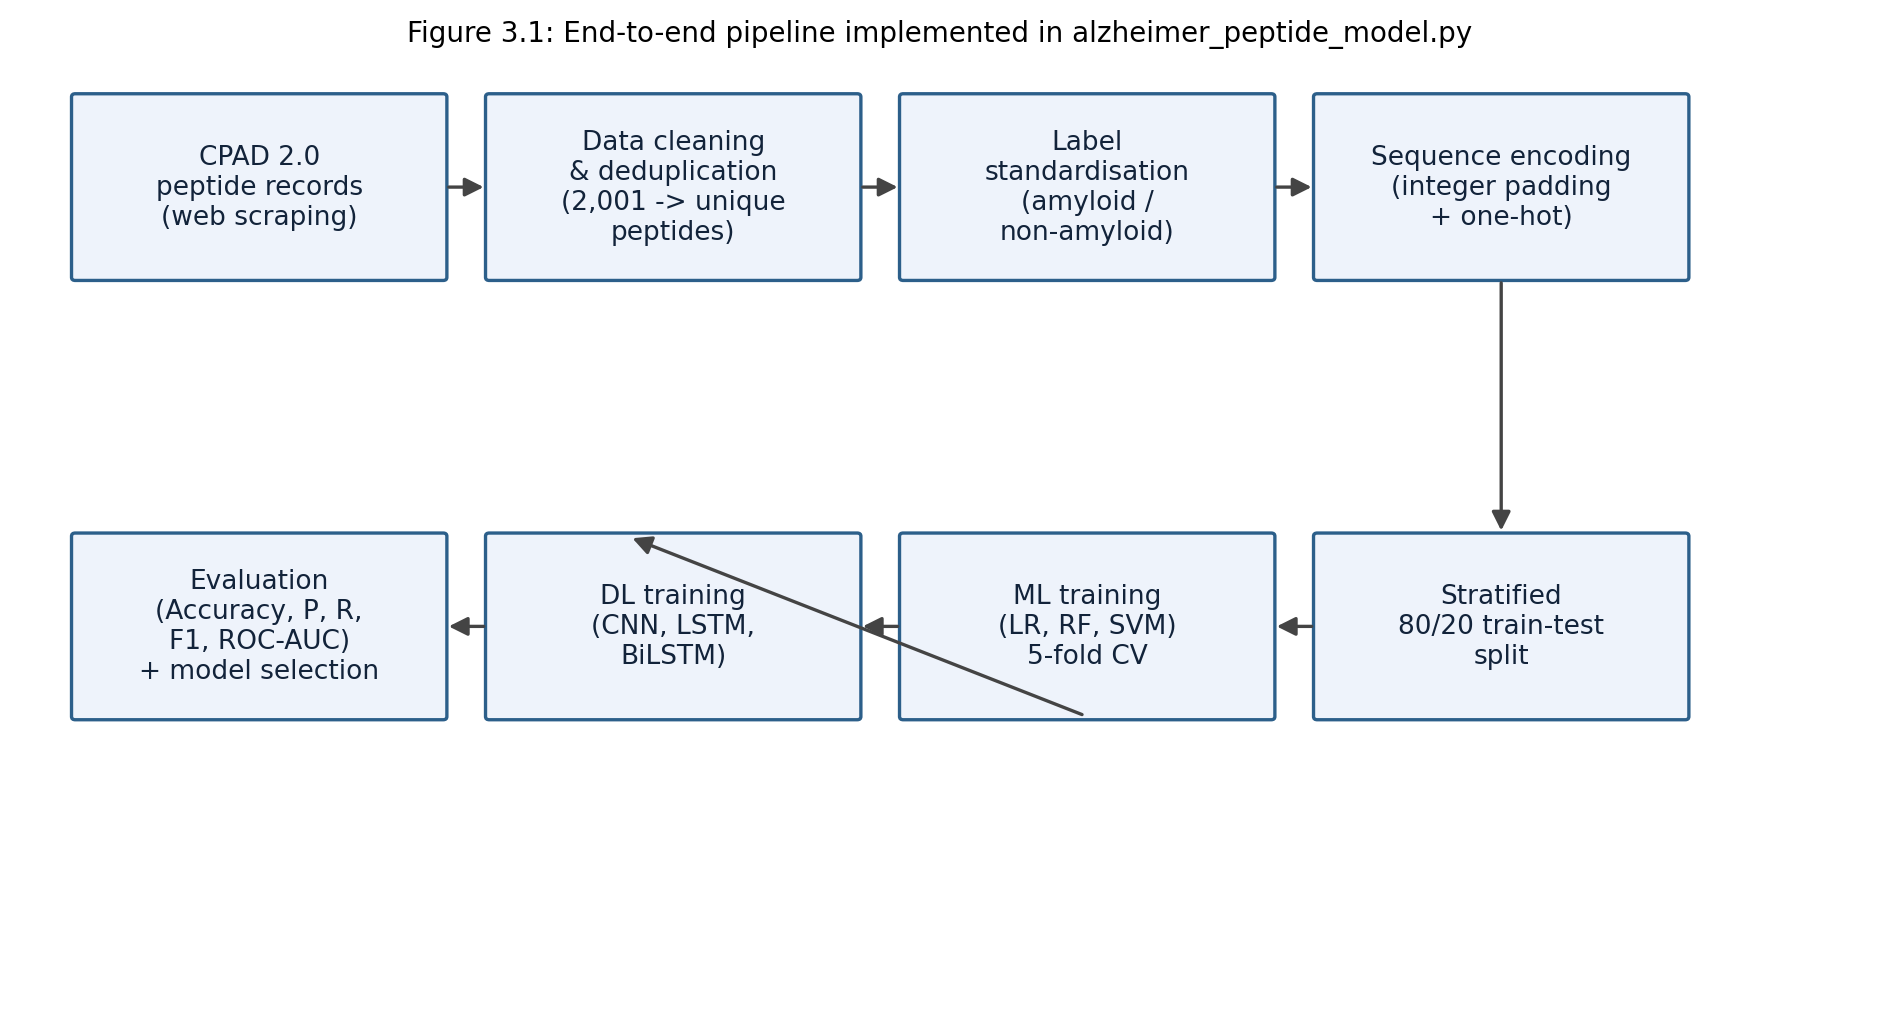 Figure 3.1: End-to-end pipeline implemented in alzheimer_peptide_model.py
CPAD 2.0
peptide records
(web scraping)
Data cleaning
& deduplication
(2,001 -> unique
peptides)
Label
standardisation
(amyloid /
non-amyloid)
Sequence encoding
(integer padding
+ one-hot)
Evaluation
(Accuracy, P, R,
F1, ROC-AUC)
+ model selection
DL training
(CNN, LSTM,
BiLSTM)
ML training
(LR, RF, SVM)
5-fold CV
Stratified
80/20 train-test
split